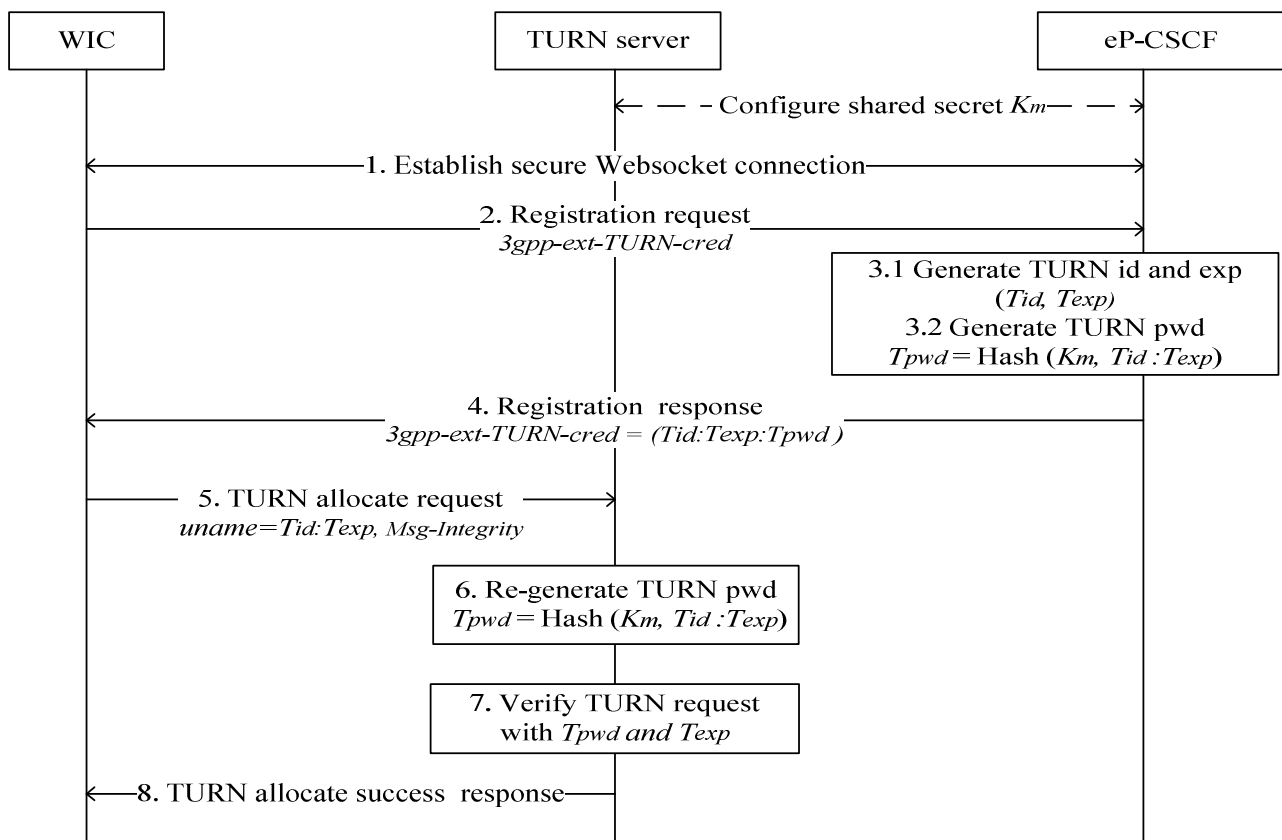 WIC
TURN server
eP-CSCF
Configure shared secret Km
1. Establish secure Websocket connection
2. Registration request
3gpp-ext-TURN-cred
3.1 Generate TURN id and exp
(Tid, Texp)
3.2 Generate TURN pwd
Tpwd = Hash (Km, Tid :Texp)
4. Registration response
3gpp-ext-TURN-cred = (Tid:Texp:Tpwd )
5. TURN allocate request
uname=Tid:Texp, Msg-Integrity
6. Re-generate TURN pwd
Tpwd = Hash (Km, Tid :Texp)
7. Verify TURN request
with Tpwd and Texp
8. TURN allocate success response